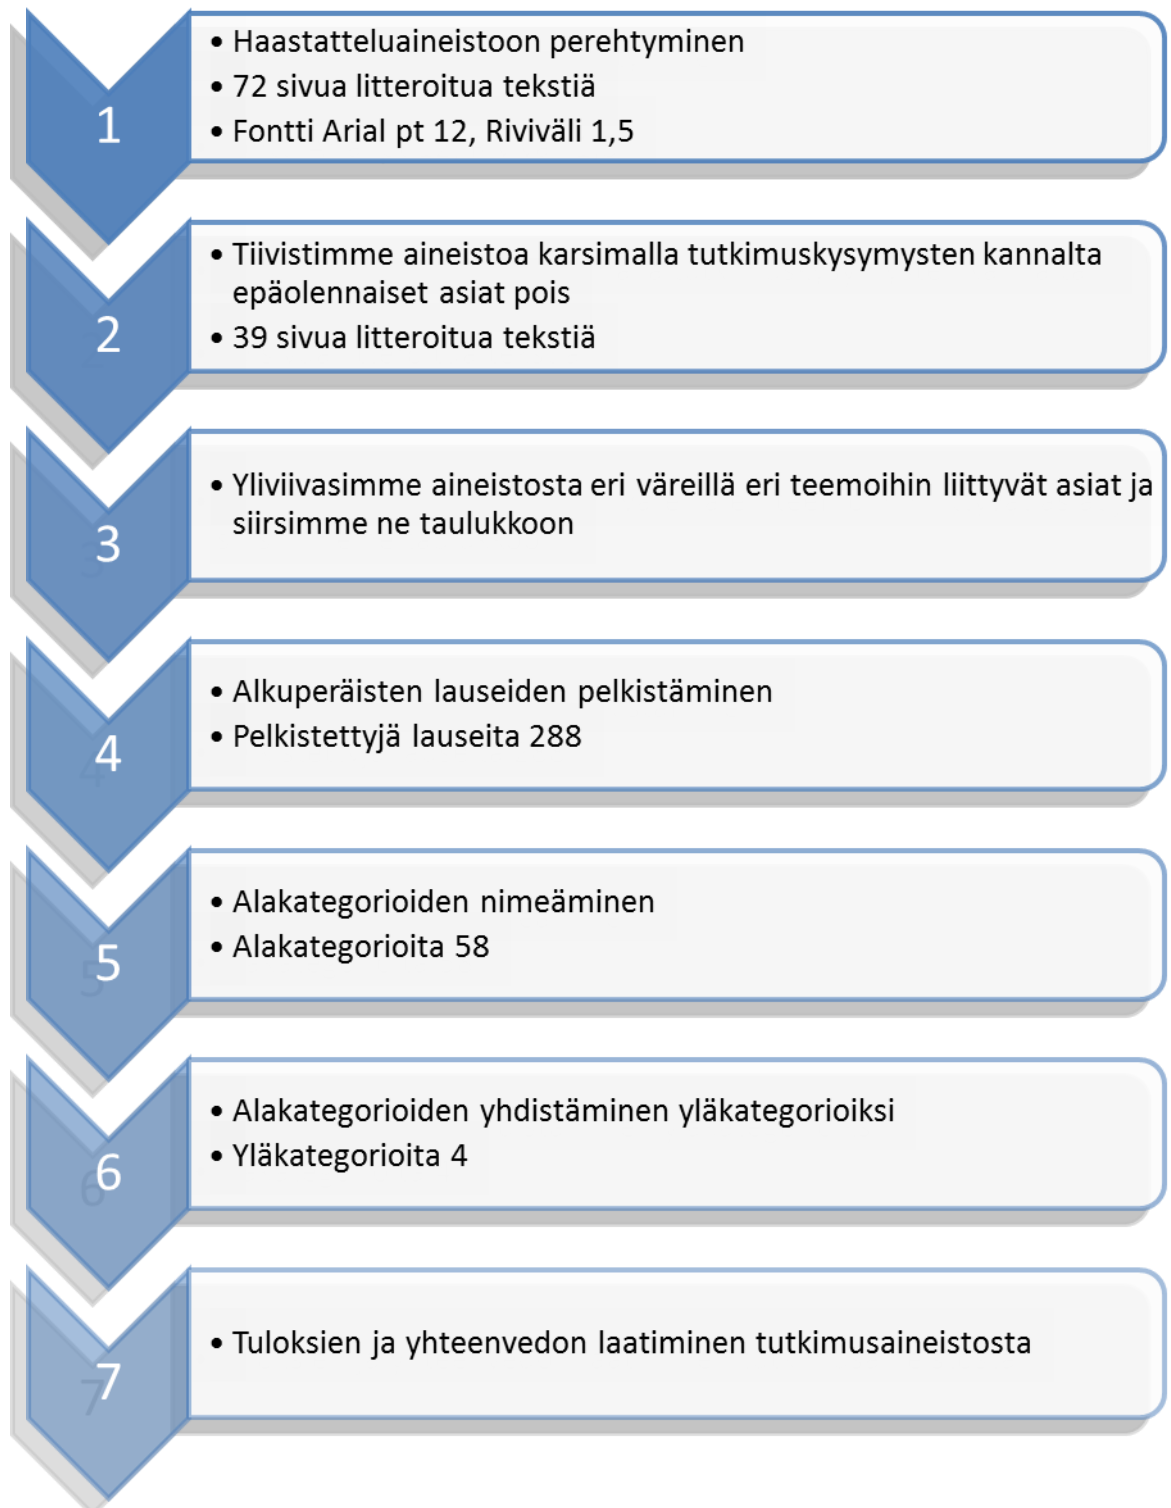 1
• Haastatteluaineistoon perehtyminen
• 72 sivua litteroitua tekstiä
• Fontti Arial pt 12, Riviväli 1,5
2
• Tiivistimme aineistoa karsimalla tutkimuskysymysten kannalta
epäolennaiset asiat pois
• 39 sivua litteroitua tekstiä
3
• Yliviivasimme aineistosta eri väreillä eri teemoihin liittyvät asiat ja
siirsimme ne taulukkoon
4
• Alkuperäisten lauseiden pelkistäminen
• Pelkistettyjä lauseita 288
5
• Alakategorioiden nimeäminen
• Alakategorioita 58
6
• Alakategorioiden yhdistäminen yläkategorioiksi
• Yläkategorioita 4
7
• Tuloksien ja yhteenvedon laatiminen tutkimusaineistosta